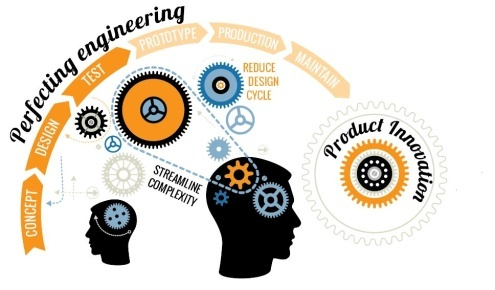 Perfecting engineering
CONCEPT
DESIGN
TEST
PROTOTYPE
PRODUCTION
MAINTAIN
REDUCE
DESIGN
CYCLE
STREAMLINE
COMPLEXITY
Product Innovation